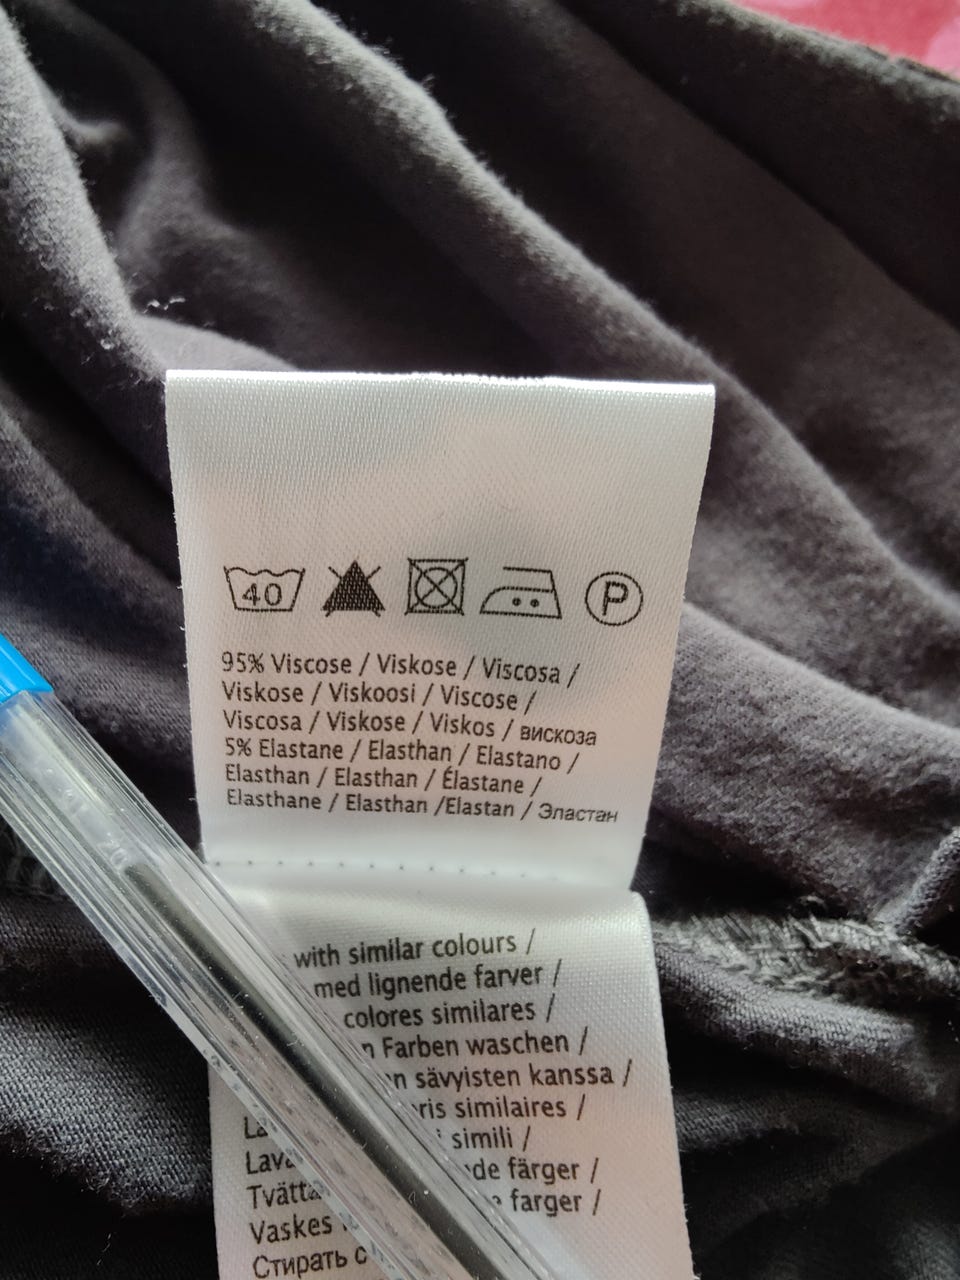 40 P
95% Viscose / Viskose / Viscosa /
Viskose / Viskoosi / Viscose /
Viscosa / Viskose / Viskos / вискоза
5% Elastane / Elasthan / Elastano /
Elasthan / Elasthan / Élastane /
Elasthane / Elasthan /Elastan / Эластан
with similar colours /
med lignende farver /
colores similares /
Farben waschen /
sävyisten kanssa /
similaires /
simili /
färger /
farger /
Vaskes
Стирать